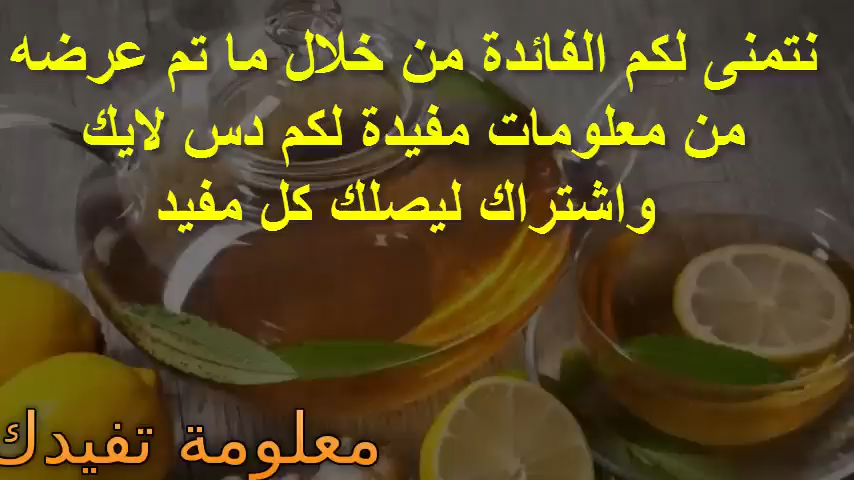 نتمنى لكم الفائدة من خلال ما تم عرضه
من معلومات مفيدة لكم دس لايك
واشتراك ليصلك كل مفيد
معلومة تفيدك